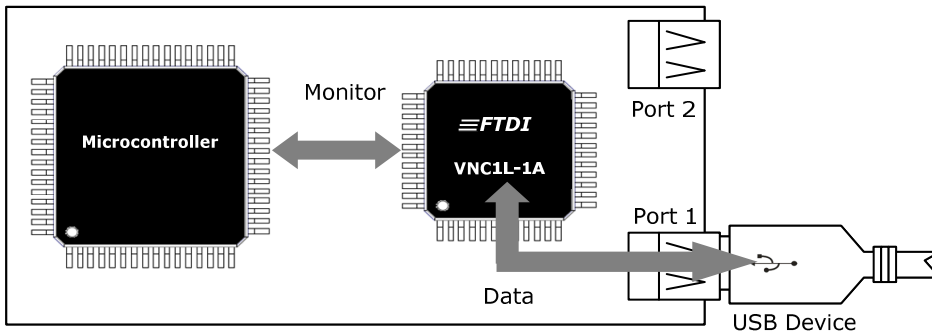 Microcontroller
Monitor
FTDI
VNC1L-1A
Port 2
Port 1
Data
USB Device